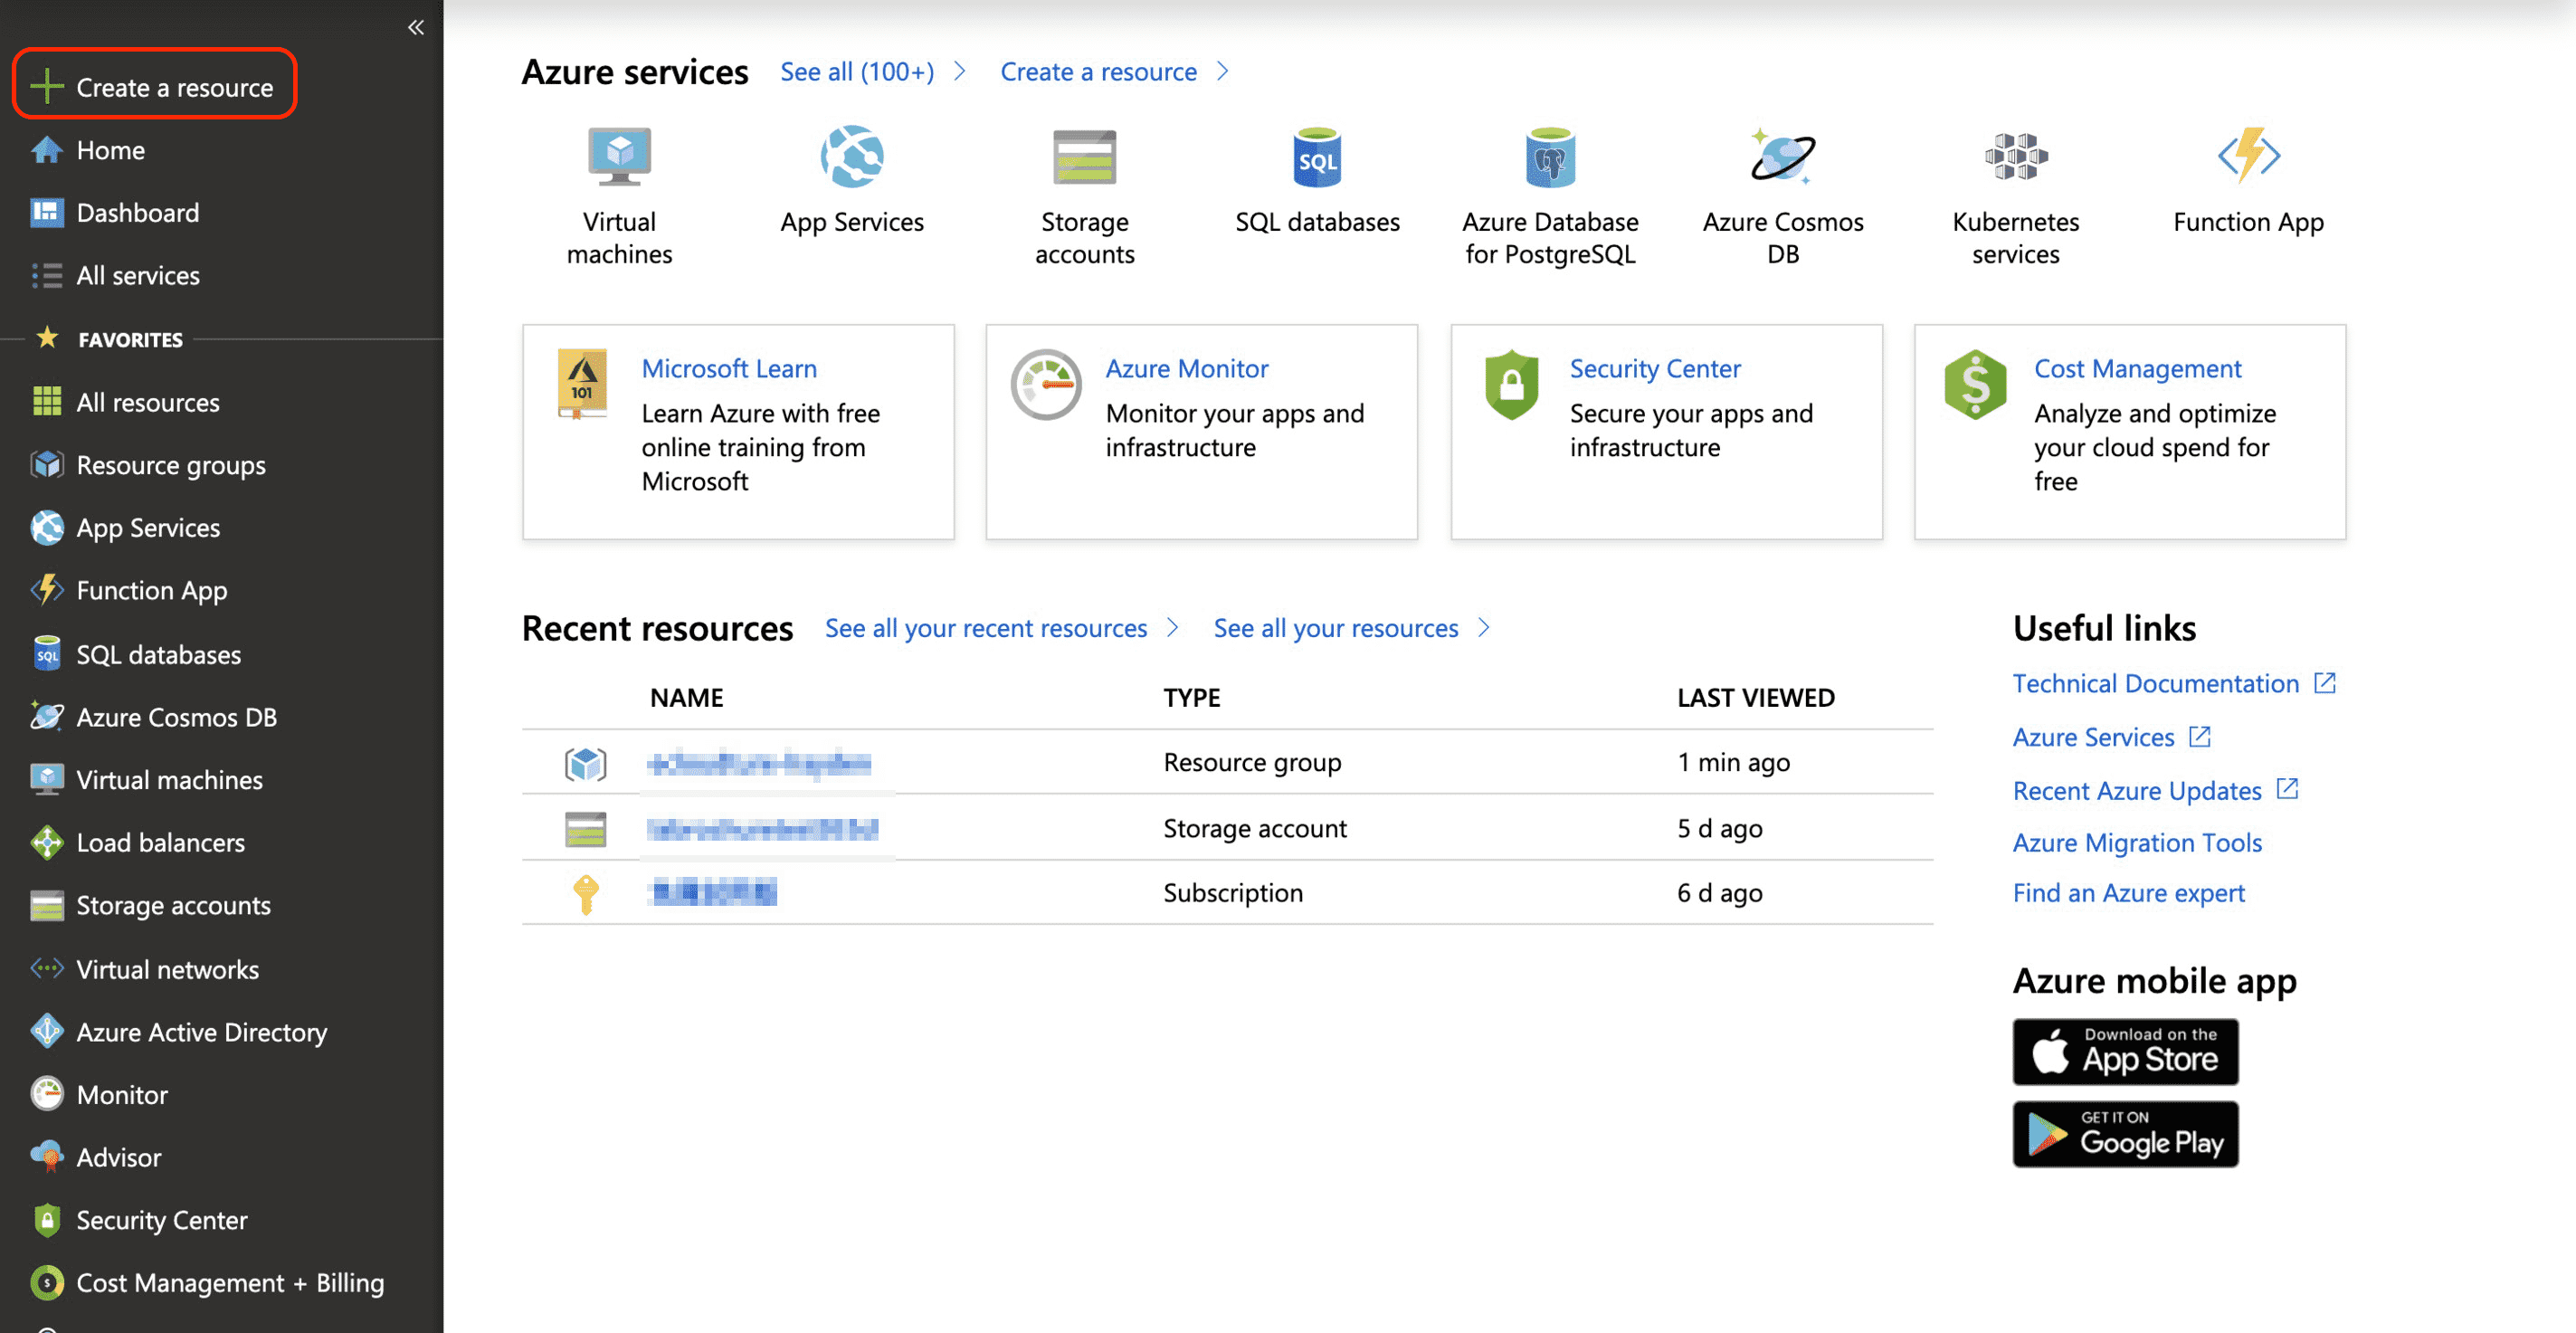 Create a resource
Home
Dashboard
All services
FAVORITES
All resources
Resource groups
App Services
Function App
SQL
SQL databases
Azure Cosmos DB
Virtual machines
Load balancers
Storage accounts
Virtual networks
Azure Active Directory
Monitor
Advisor
Security Center
Cost Management + Billing
Azure services See all (100+) Create a resource
SQL
Virtual
machines
App Services
Storage
accounts
SQL databases
Azure Database
for PostgreSQL
Azure Cosmos
DB
Kubernetes
services
Function App
101
Microsoft Learn
Learn Azure with free
online training from
Microsoft
Azure Monitor
Monitor your apps and
infrastructure
Security Center
Secure your apps and
infrastructure
Cost Management
Analyze and optimize
your cloud spend for
free
Recent resources See all your recent resources See all your resources
NAME TYPE LAST VIEWED
Resource group 1 min ago
Storage account 5 d ago
Subscription 6 d ago
Useful links
Technical Documentation
Azure Services
Recent Azure Updates
Azure Migration Tools
Find an Azure expert
Azure mobile app
Download on the
App Store
GET IT ON
Google Play